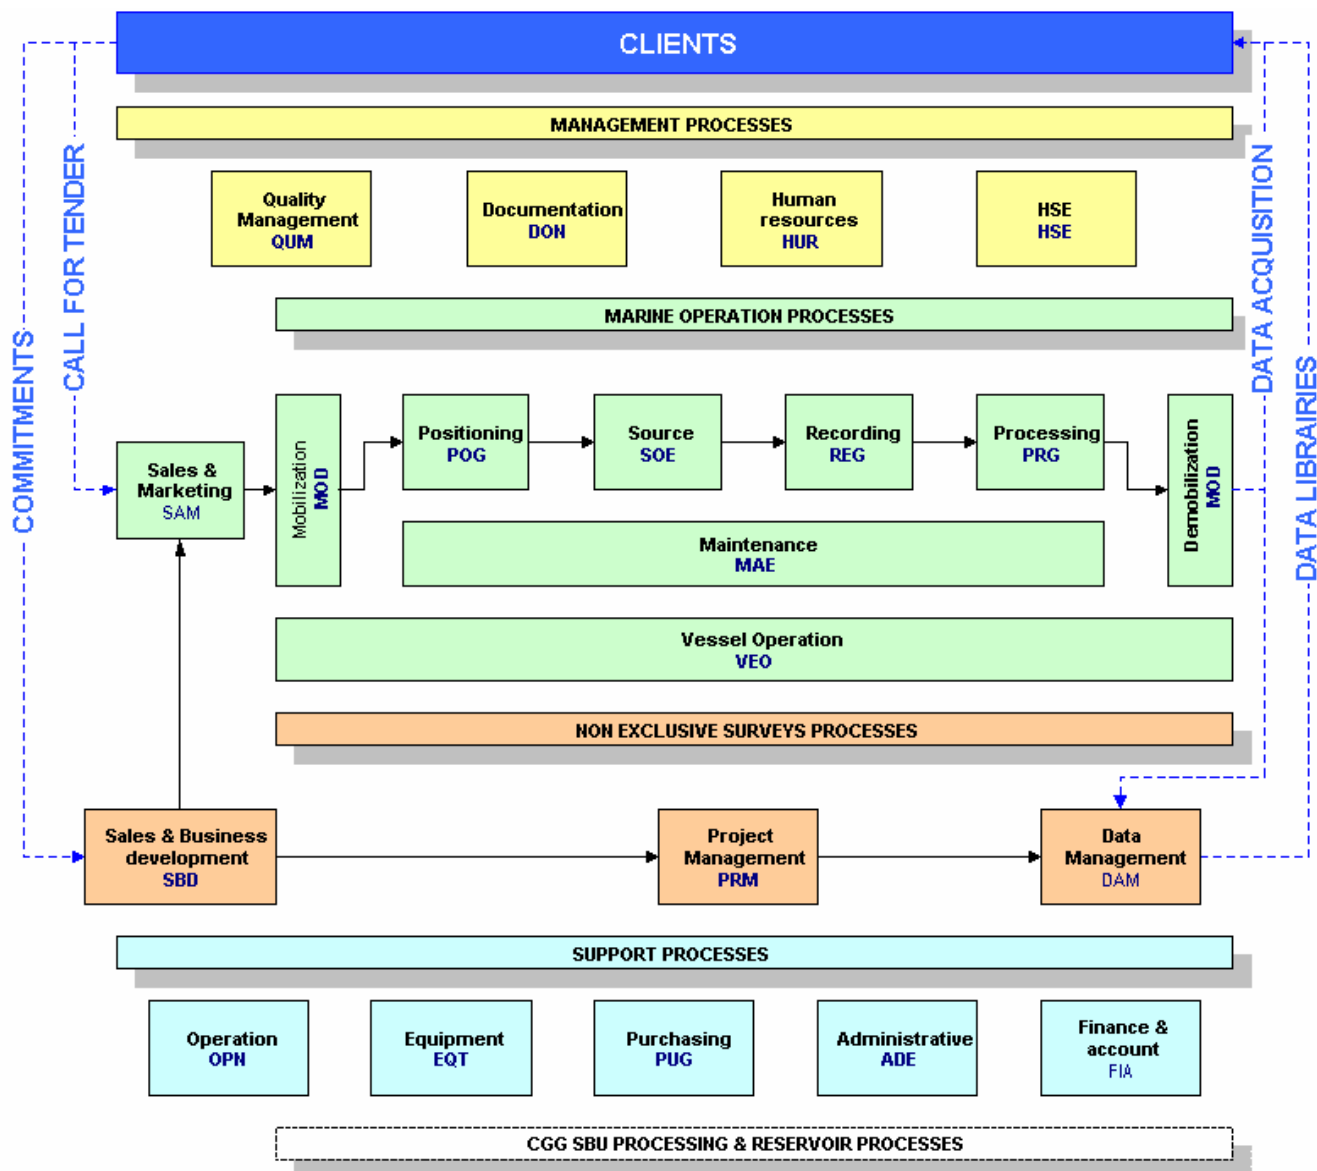 CLIENTS
MANAGEMENT PROCESSES
Quality
Management
QUM
Documentation
DON
Human
resources
HUR
HSE
HSE
MARINE OPERATION PROCESSES
COMMITMENTS
CALL FOR TENDER
DATA ACQUISITION
DATA LIBRAIRIES
Sales &
Marketing
SAM
Mobilization
MOD
Positioning
POG
Source
SOE
Recording
REG
Processing
PRG
Demobilization
MOD
Maintenance
MAE
Vessel Operation
VEO
NON EXCLUSIVE SURVEYS PROCESSES
Sales & Business
development
SBD
Project
Management
PRM
Data
Management
DAM
SUPPORT PROCESSES
Operation
OPN
Equipment
EQT
Purchasing
PUG
Administrative
ADE
Finance &
account
FIA
CGG SBU PROCESSING & RESERVOIR PROCESSES